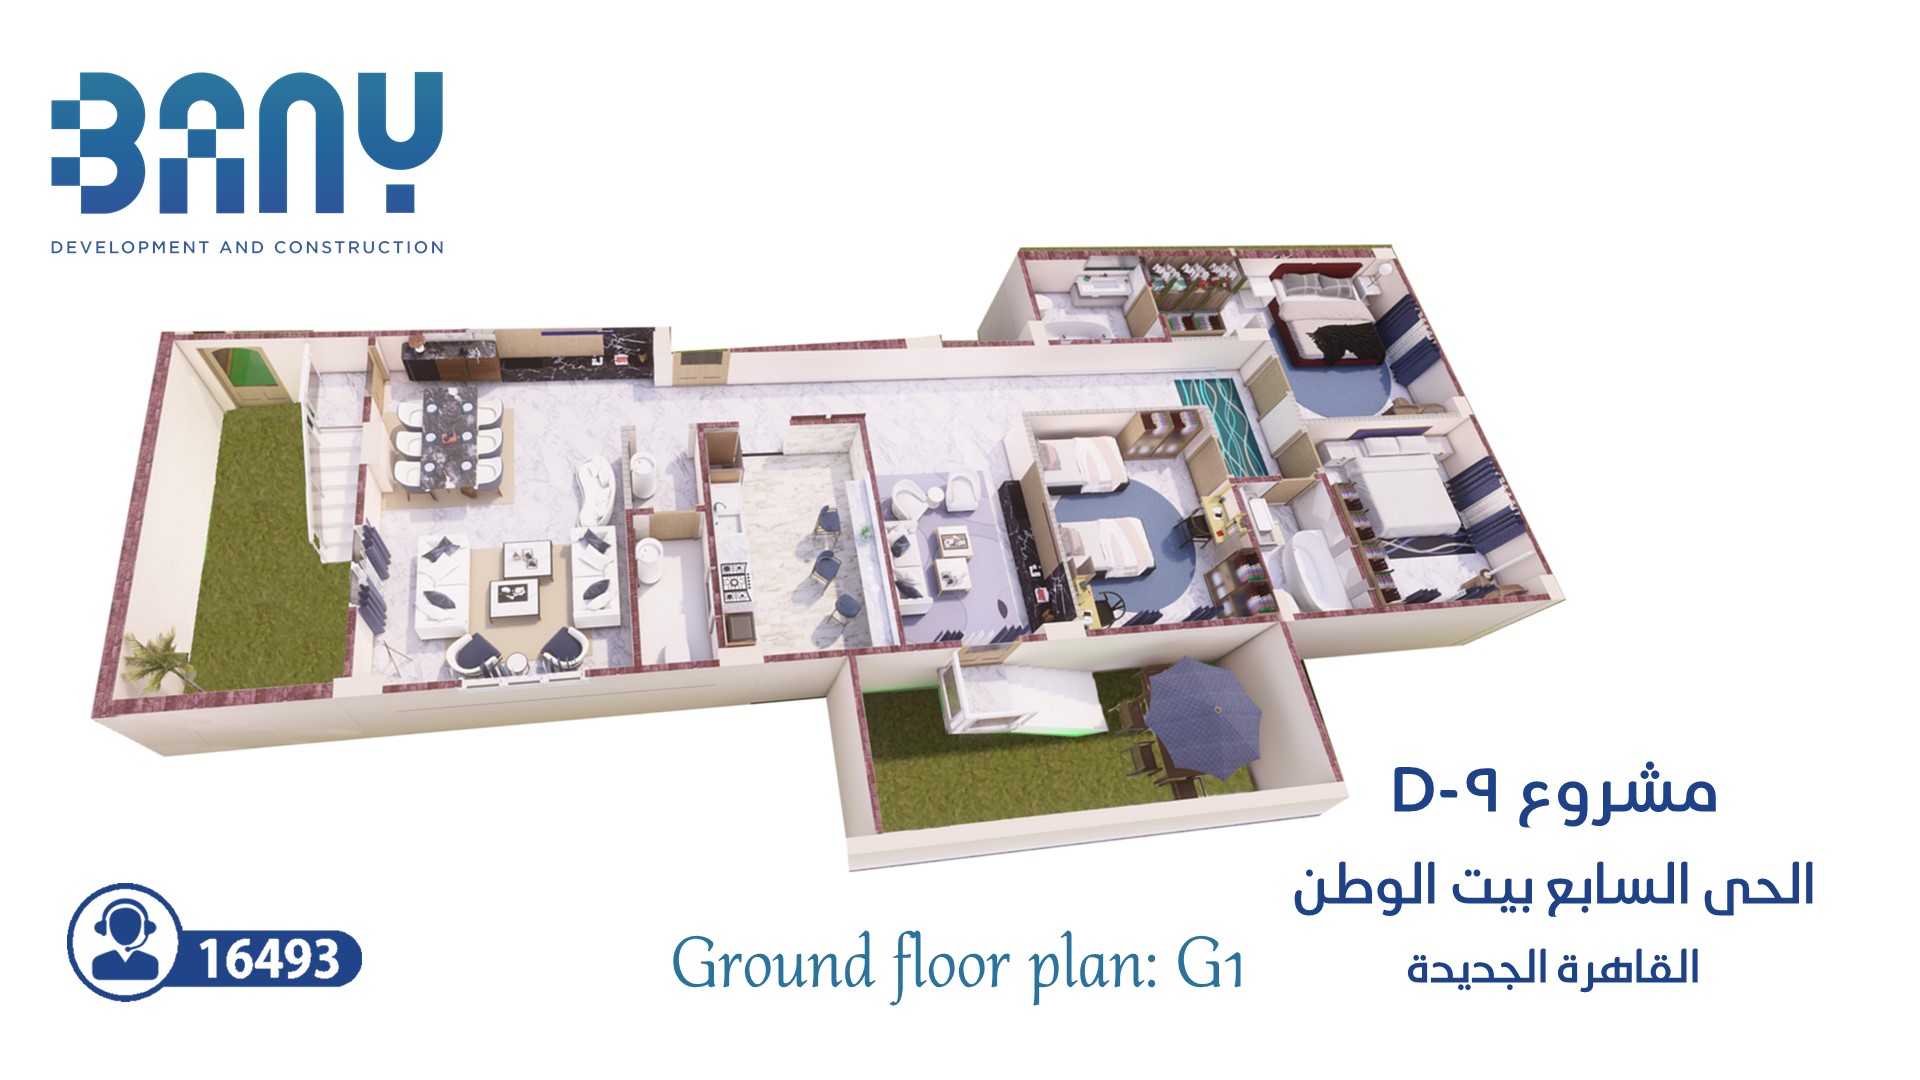 BANY
DEVELOPMENT AND CONSTRUCTION
مشروع D-٩
الحى السابع بيت الوطن
القاهرة الجديدة
Ground floor plan: G1
16493